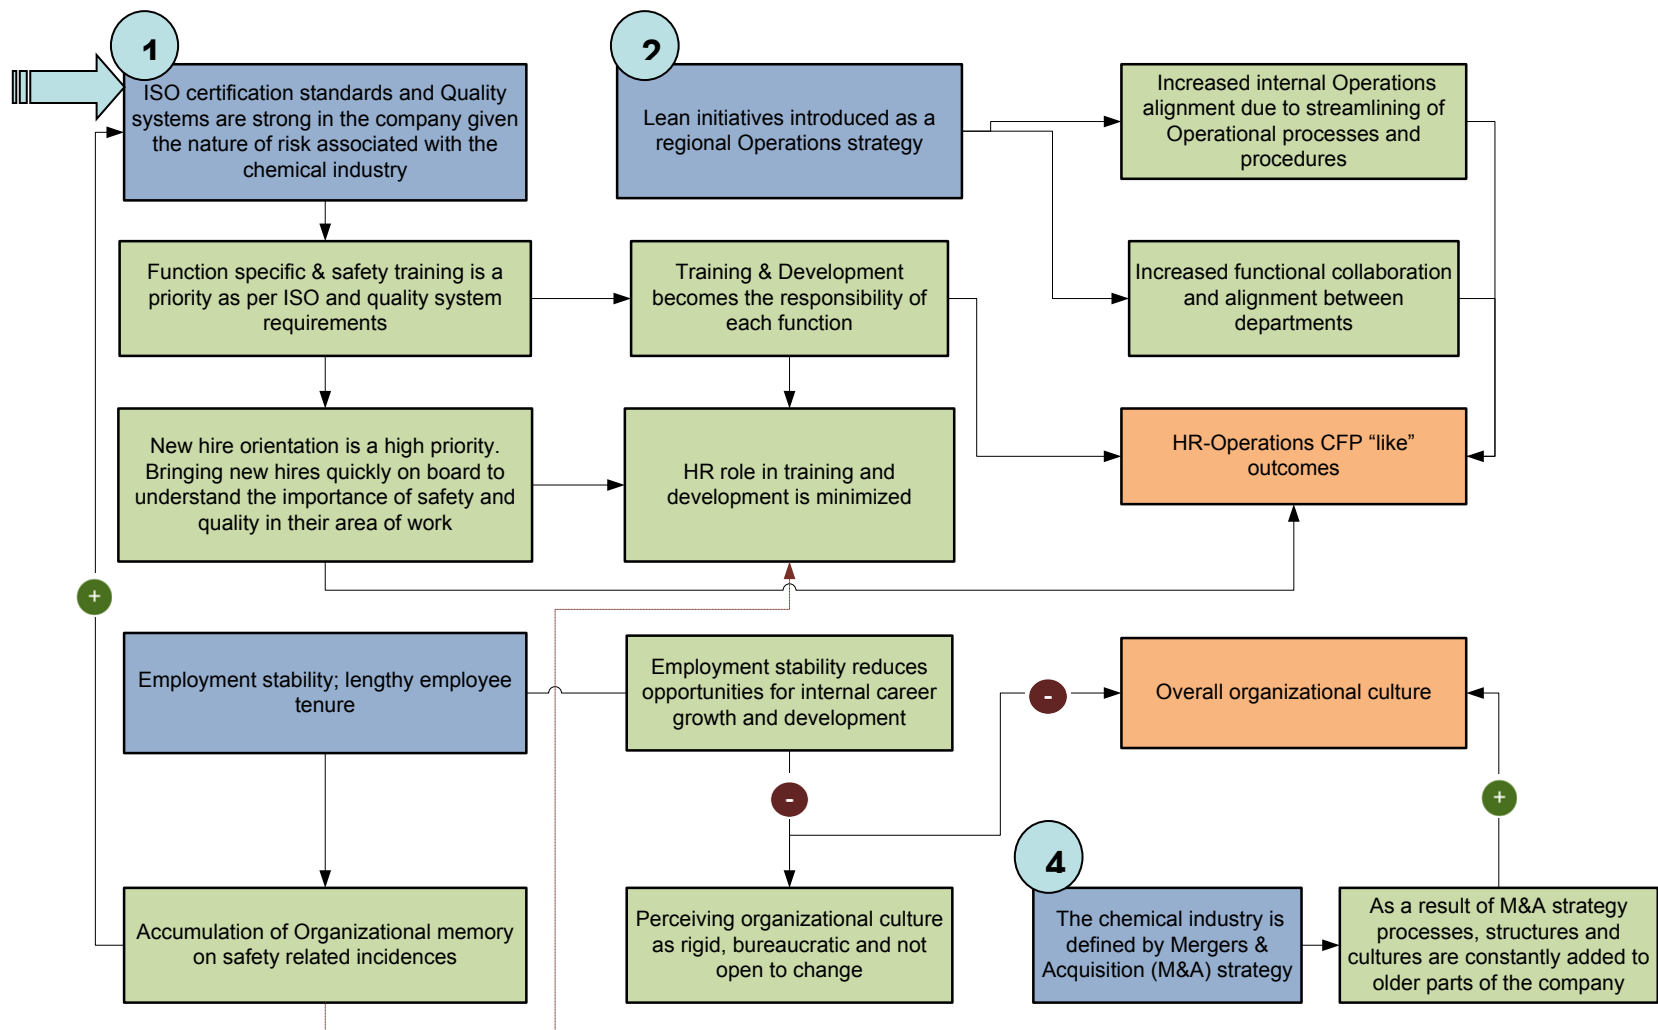 1
ISO certification standards and Quality
systems are strong in the company given
the nature of risk associated with the
chemical industry
2
Lean initiatives introduced as a
regional Operations strategy
Increased internal Operations
alignment due to streamlining of
Operational processes and
procedures
Function specific & safety training is a
priority as per ISO and quality system
requirements
Training & Development
becomes the responsibility of
each function
Increased functional collaboration
and alignment between
departments
New hire orientation is a high priority.
Bringing new hires quickly on board to
understand the importance of safety and
quality in their area of work
HR role in training and
development is minimized
HR-Operations CFP “like”
outcomes
+
Employment stability; lengthy employee
tenure
Employment stability reduces
opportunities for internal career
growth and development
-
Overall organizational culture
-
+
Accumulation of Organizational memory
on safety related incidences
Perceiving organizational culture
as rigid, bureaucratic and not
open to change
4
The chemical industry is
defined by Mergers &
Acquisition (M&A) strategy
As a result of M&A strategy
processes, structures and
cultures are constantly added to
older parts of the company